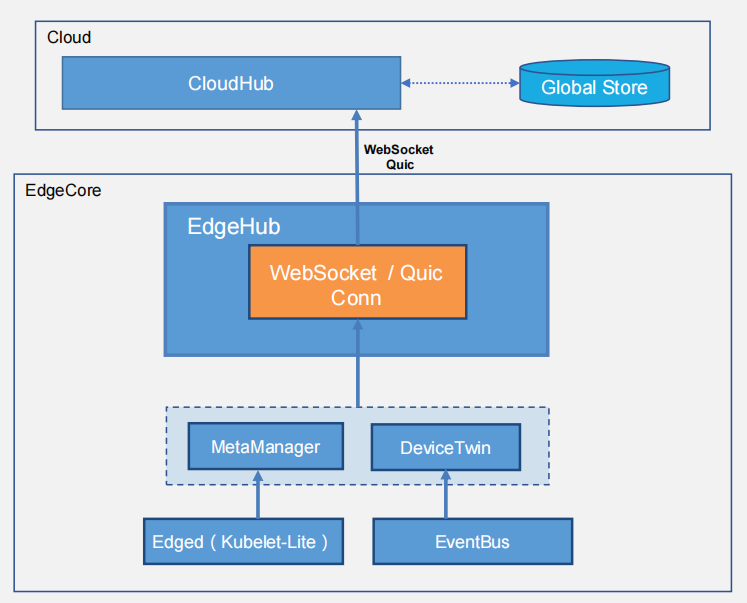 Cloud
CloudHub
Global Store
WebSocket
Quic
EdgeCore
EdgeHub
WebSocket / Quic
Conn
MetaManager
DeviceTwin
Edged ( Kubelet-Lite )
EventBus